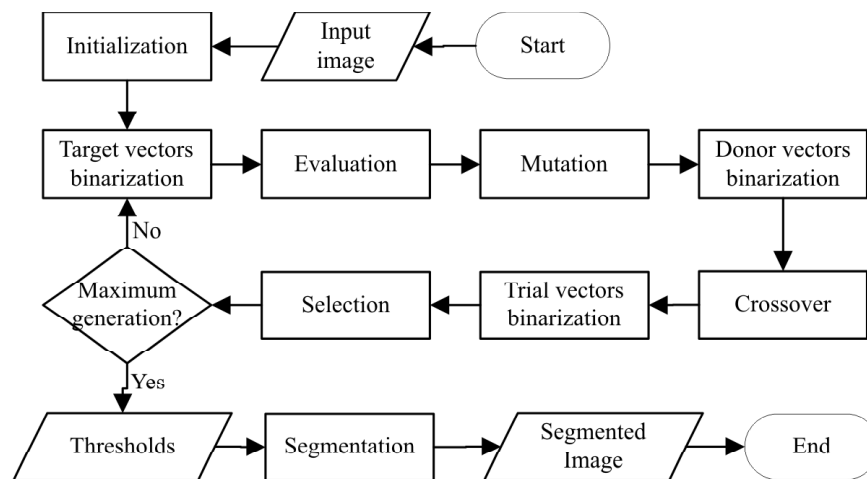 Initialization
Input
image
Start
Target vectors
binarization
Evaluation
Mutation
Donor vectors
binarization
No
Maximum
generation?
Selection
Trial vectors
binarization
Crossover
Yes
Thresholds
Segmentation
Segmented
Image
End